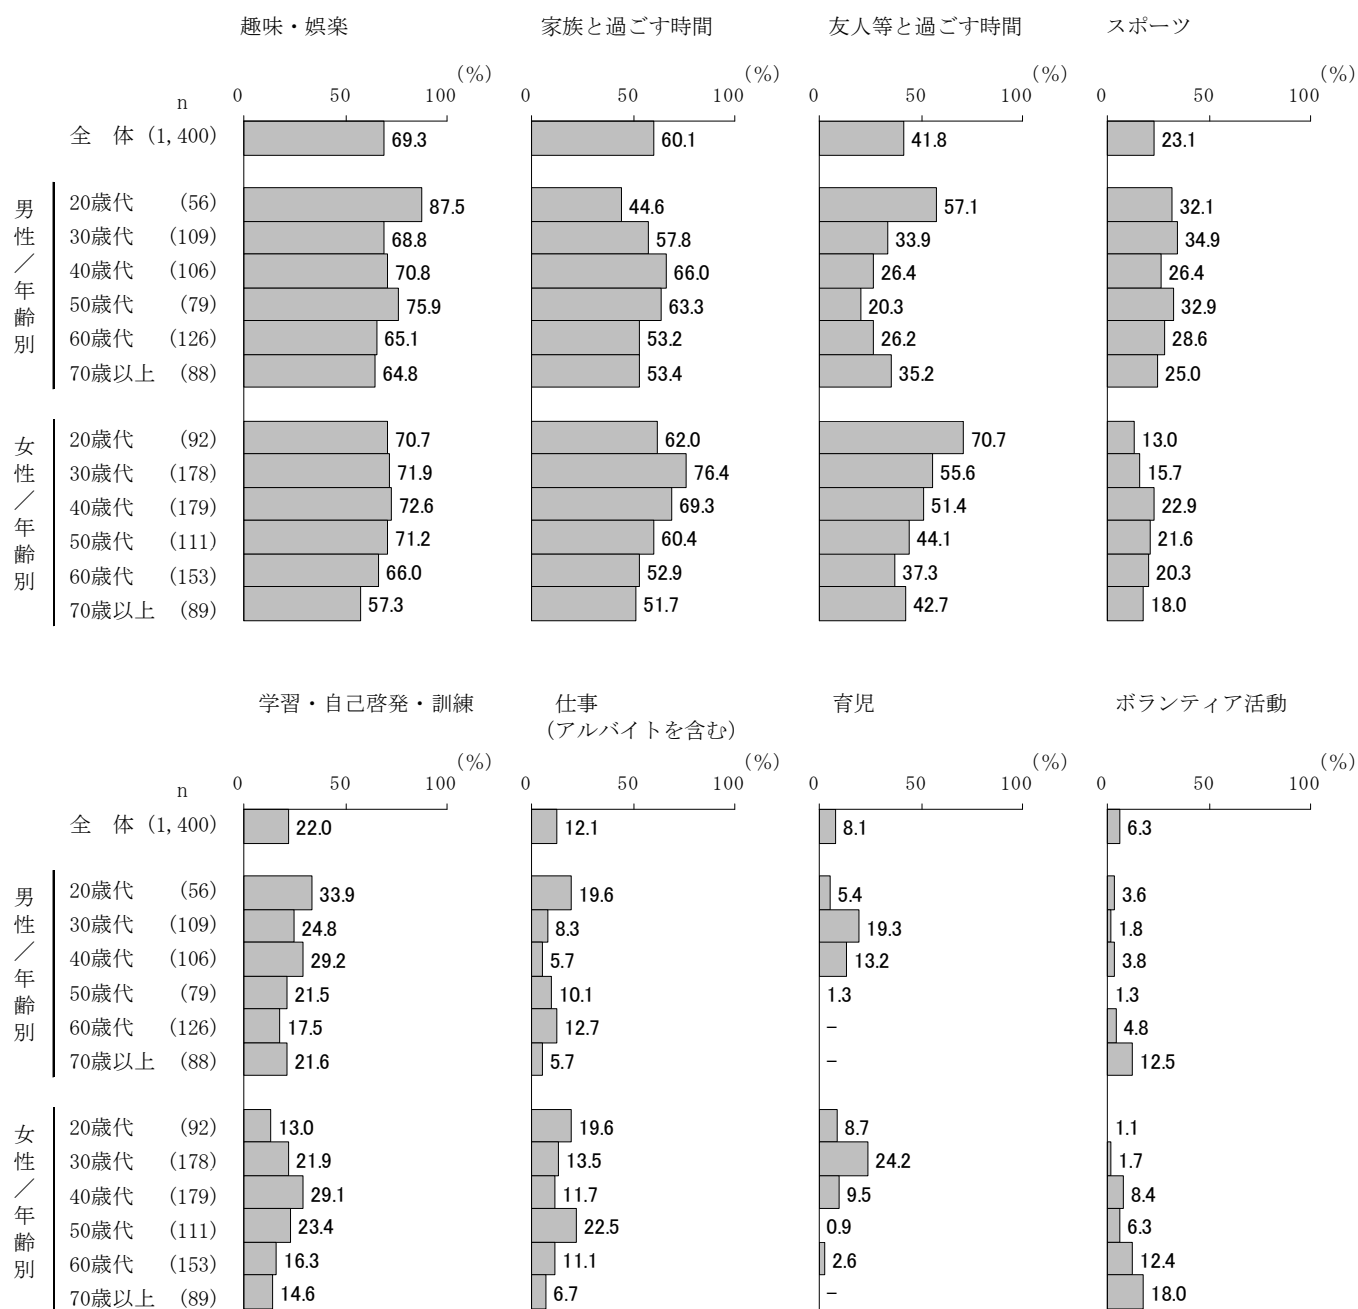 趣味・娯楽 家族と過ごす時間 友人等と過ごす時間 スポーツ
(%) (%) (%) (%)
n 0 50 100 0 50 100 0 50 100 0 50 100
全 体 (1,400) 69.3 60.1 41.8 23.1
男性／年齢別
20歳代 (56) 87.5 44.6 57.1 32.1
30歳代 (109) 68.8 57.8 33.9 34.9
40歳代 (106) 70.8 66.0 26.4 26.4
50歳代 (79) 75.9 63.3 20.3 32.9
60歳代 (126) 65.1 53.2 26.2 28.6
70歳以上 (88) 64.8 53.4 35.2 25.0
女性／年齢別
20歳代 (92) 70.7 62.0 70.7 13.0
30歳代 (178) 71.9 76.4 55.6 15.7
40歳代 (179) 72.6 69.3 51.4 22.9
50歳代 (111) 71.2 60.4 44.1 21.6
60歳代 (153) 66.0 52.9 37.3 20.3
70歳以上 (89) 57.3 51.7 42.7 18.0
学習・自己啓発・訓練 仕事 育児 ボランティア活動
(アルバイトを含む)
(%) (%) (%) (%)
n 0 50 100 0 50 100 0 50 100 0 50 100
全 体 (1,400) 22.0 12.1 8.1 6.3
男性／年齢別
20歳代 (56) 33.9 19.6 5.4 3.6
30歳代 (109) 24.8 8.3 19.3 1.8
40歳代 (106) 29.2 5.7 13.2 3.8
50歳代 (79) 21.5 10.1 1.3 1.3
60歳代 (126) 17.5 12.7 － 4.8
70歳以上 (88) 21.6 5.7 － 12.5
女性／年齢別
20歳代 (92) 13.0 19.6 8.7 1.1
30歳代 (178) 21.9 13.5 24.2 1.7
40歳代 (179) 29.1 11.7 9.5 8.4
50歳代 (111) 23.4 22.5 0.9 6.3
60歳代 (153) 16.3 11.1 2.6 12.4
70歳以上 (89) 14.6 6.7 － 18.0